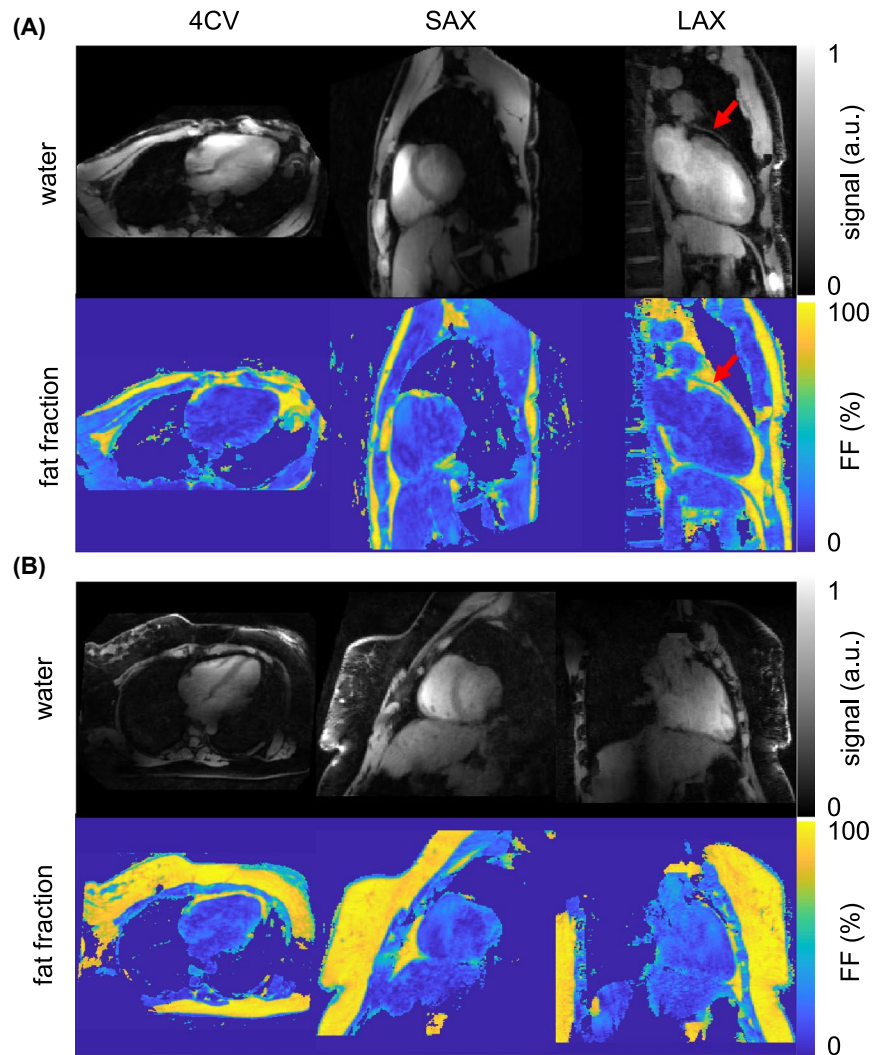 (A)
4CV
SAX
LAX
water
1
signal (a.u.)
0
fat fraction
100
FF (%)
0
(B)
water
1
signal (a.u.)
0
fat fraction
100
FF (%)
0